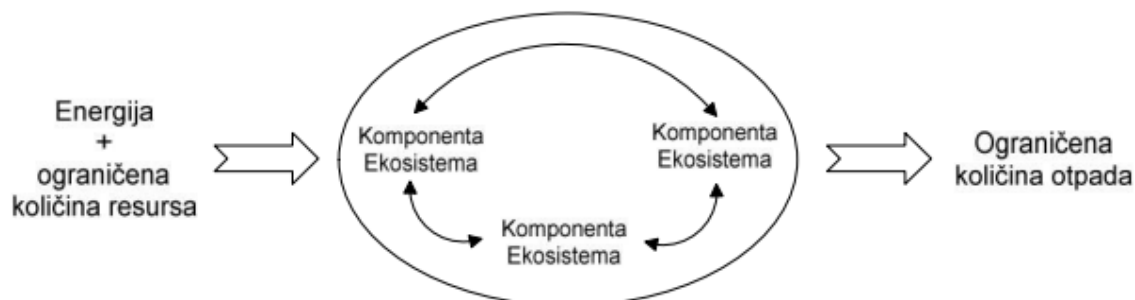 Energija
+
ograničena
količina resursa
Komponenta
Ekosistema
Komponenta
Ekosistema
Komponenta
Ekosistema
Ograničena
količina otpada